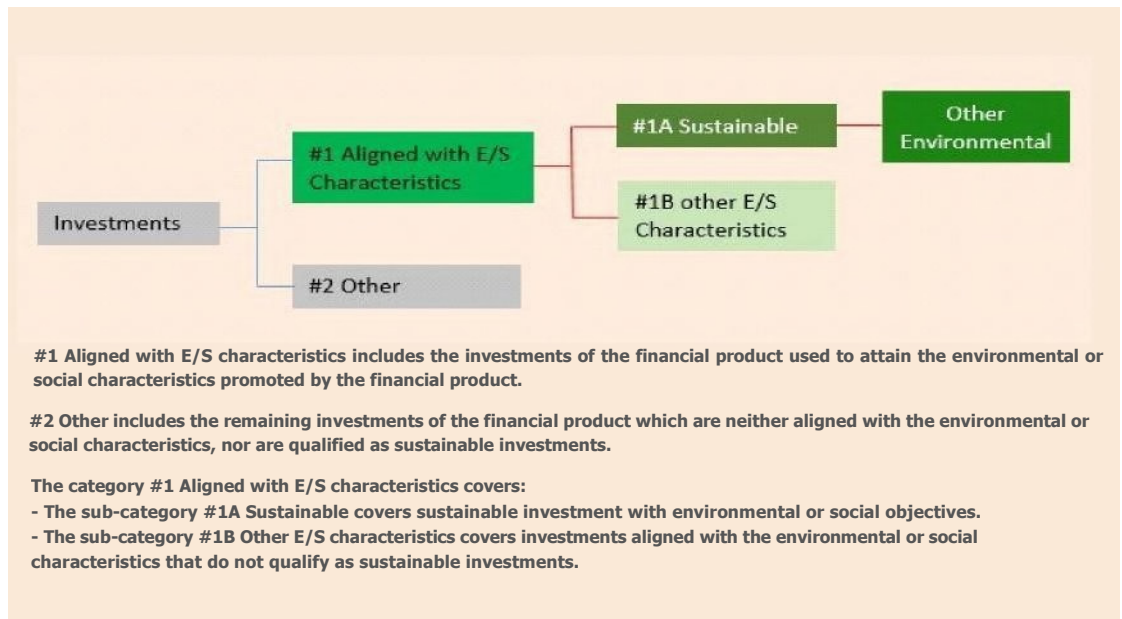 Other
Environmental
#1A Sustainable
#1 Aligned with E/S
Characteristics
#1B other E/S
Characteristics
Investments
#2 Other
#1 Aligned with E/S characteristics includes the investments of the financial product used to attain the environmental or
social characteristics promoted by the financial product.
#2 Other includes the remaining investments of the financial product which are neither aligned with the environmental or
social characteristics, nor are qualified as sustainable investments.
The category #1 Aligned with E/S characteristics covers:
- The sub-category #1A Sustainable covers sustainable investment with environmental or social objectives.
- The sub-category #1B Other E/S characteristics covers investments aligned with the environmental or social
characteristics that do not qualify as sustainable investments.